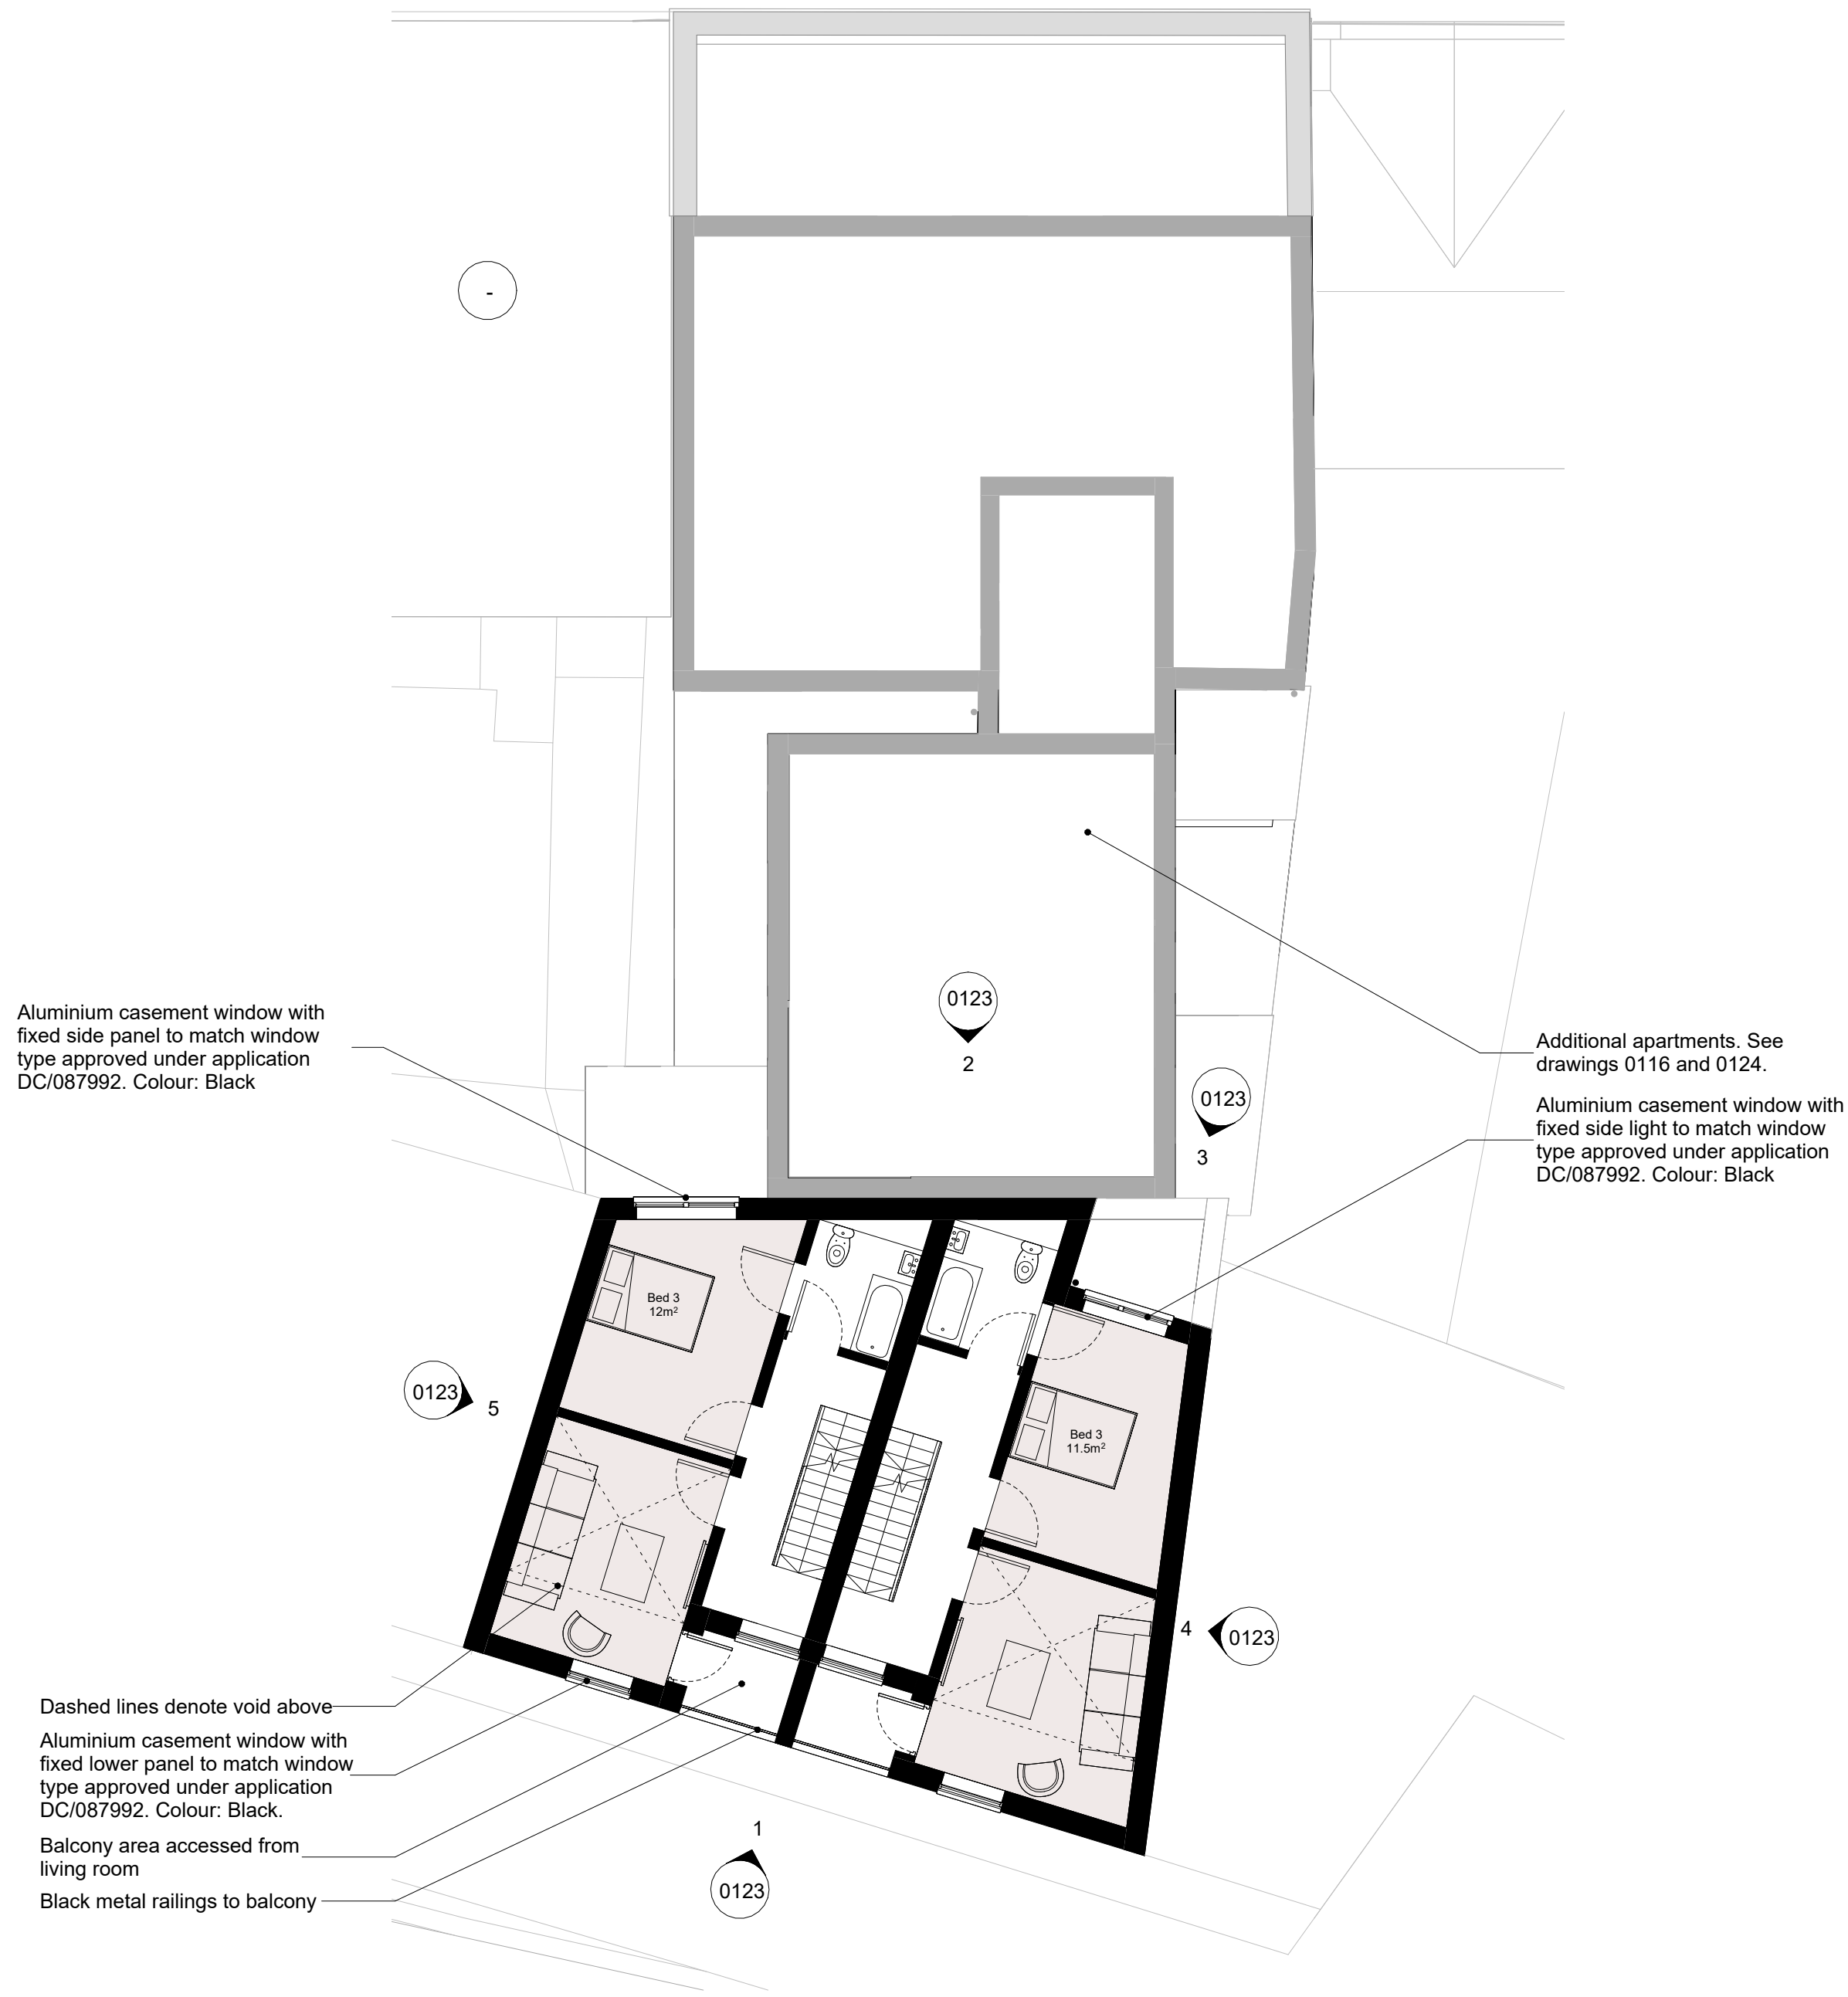 -
0123
2
0123
3
Aluminium casement window with
fixed side panel to match window
type approved under application
DC/087992. Colour: Black
Additional apartments. See
drawings 0116 and 0124.
Aluminium casement window with
fixed side light to match window
type approved under application
DC/087992. Colour: Black
Bed 3
12m²
0123
5
Bed 3
11.5m²
4
0123
Dashed lines denote void above
Aluminium casement window with
fixed lower panel to match window
type approved under application
DC/087992. Colour: Black.
Balcony area accessed from
living room
Black metal railings to balcony
1
0123